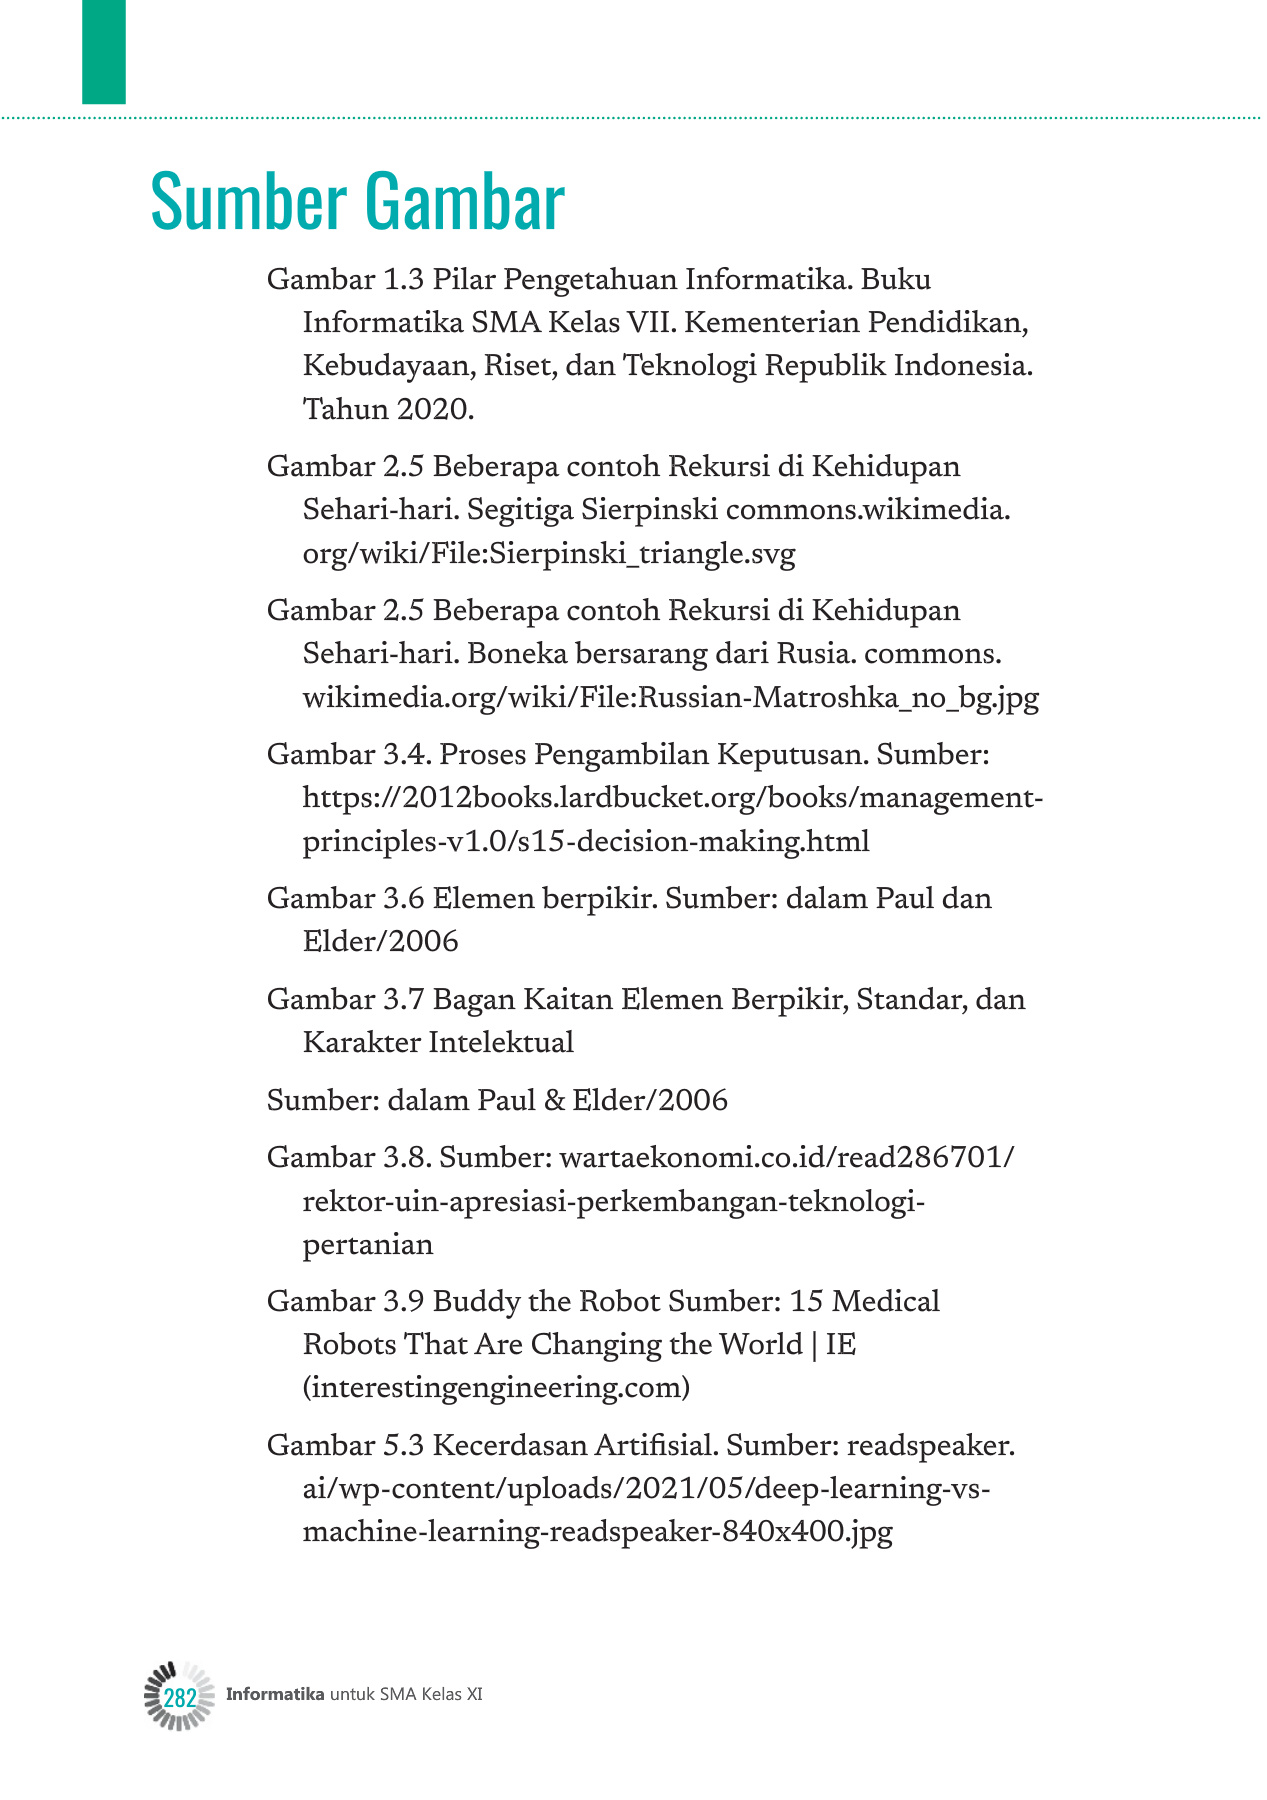 Sumber Gambar
Gambar 1.3 Pilar Pengetahuan Informatika. Buku
Informatika SMA Kelas VII. Kementerian Pendidikan,
Kebudayaan, Riset, dan Teknologi Republik Indonesia.
Tahun 2020.
Gambar 2.5 Beberapa contoh Rekursi di Kehidupan
Sehari-hari. Segitiga Sierpinski commons.wikimedia.
org/wiki/File:Sierpinski_triangle.svg
Gambar 2.5 Beberapa contoh Rekursi di Kehidupan
Sehari-hari. Boneka bersarang dari Rusia. commons.
wikimedia.org/wiki/File:Russian-Matroshka_no_bg.jpg
Gambar 3.4. Proses Pengambilan Keputusan. Sumber:
https://2012books.lardbucket.org/books/management-
principles-v1.0/s15-decision-making.html
Gambar 3.6 Elemen berpikir. Sumber: dalam Paul dan
Elder/2006
Gambar 3.7 Bagan Kaitan Elemen Berpikir, Standar, dan
Karakter Intelektual
Sumber: dalam Paul & Elder/2006
Gambar 3.8. Sumber: wartaekonomi.co.id/read286701/
rektor-uin-apresiasi-perkembangan-teknologi-
pertanian
Gambar 3.9 Buddy the Robot Sumber: 15 Medical
Robots That Are Changing the World | IE
(interestingengineering.com)
Gambar 5.3 Kecerdasan Artifisial. Sumber: readspeaker.
ai/wp-content/uploads/2021/05/deep-learning-vs-
machine-learning-readspeaker-840x400.jpg
282 Informatika untuk SMA Kelas XI